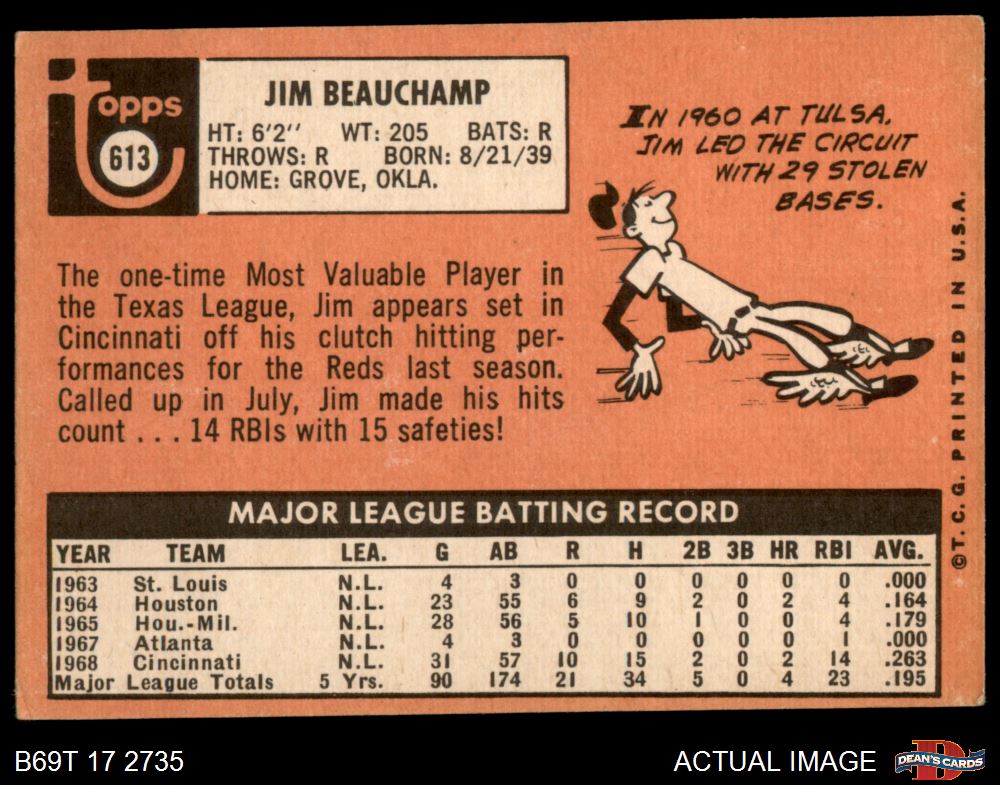 Topps
613
JIM BEAUCHAMP
HT: 6'2'' WT: 205 BATS: R
THROWS: R BORN: 8/21/39
HOME: GROVE, OKLA.
IN 1960 AT TULSA,
JIM LED THE CIRCUIT
WITH 29 STOLEN
BASES.
The one-time Most Valuable Player in
the Texas League, Jim appears set in
Cincinnati off his clutch hitting per-
formances for the Reds last season.
Called up in July, Jim made his hits
count . . . 14 RBIs with 15 safeties!
MAJOR LEAGUE BATTING RECORD
YEAR TEAM LEA. G AB R H 2B 3B HR RBI AVG.
1963 St. Louis N.L. 4 3 0 0 0 0 0 0 .000
1964 Houston N.L. 23 55 6 9 2 0 2 4 .164
1965 Hou.-Mil. N.L. 28 56 5 10 1 0 0 4 .179
1967 Atlanta N.L. 4 3 0 0 0 0 0 1 .000
1968 Cincinnati N.L. 31 57 10 15 2 0 2 14 .263
Major League Totals 5 Yrs. 90 174 21 34 5 0 4 23 .195
©T. C. G. PRINTED IN U.S.A.
B69T 17 2735
ACTUAL IMAGE
D
DEAN'S CARDS